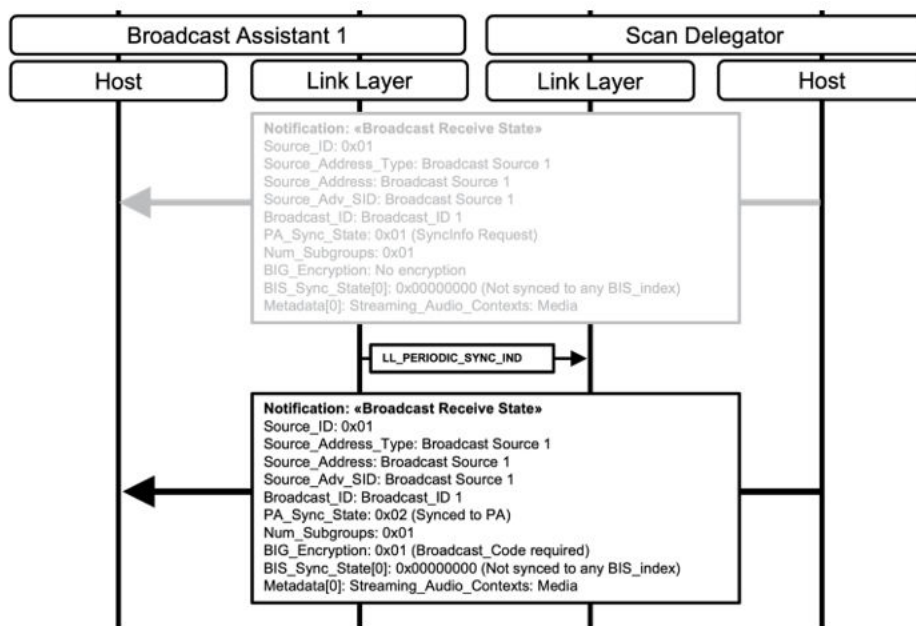 Broadcast Assistant 1
Scan Delegator
Host
Link Layer
Link Layer
Host
Notification: «Broadcast Receive State»
Source_ID: 0x01
Source_Address_Type: Broadcast Source 1
Source_Address: Broadcast Source 1
Source_Adv_SID: Broadcast Source 1
Broadcast_ID: Broadcast_ID 1
PA_Sync_State: 0x01 (SyncInfo Request)
Num_Subgroups: 0x01
BIG_Encryption: No encryption
BIS_Sync_State[0]: 0x00000000 (Not synced to any BIS_index)
Metadata[0]: Streaming_Audio_Contexts: Media
LL_PERIODIC_SYNC_IND
Notification: «Broadcast Receive State»
Source_ID: 0x01
Source_Address_Type: Broadcast Source 1
Source_Address: Broadcast Source 1
Source_Adv_SID: Broadcast Source 1
Broadcast_ID: Broadcast_ID 1
PA_Sync_State: 0x02 (Synced to PA)
Num_Subgroups: 0x01
BIG_Encryption: 0x01 (Broadcast_Code required)
BIS_Sync_State[0]: 0x00000000 (Not synced to any BIS_index)
Metadata[0]: Streaming_Audio_Contexts: Media